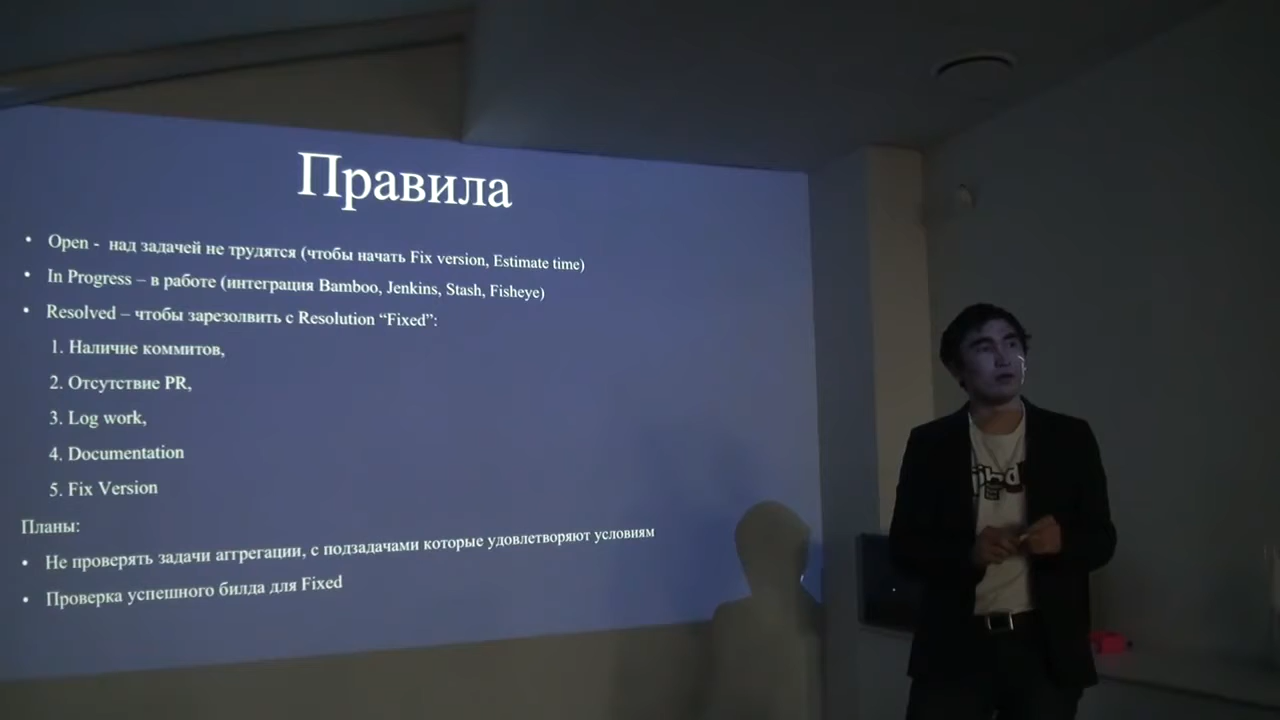 Правила
• Open - над задачей не трудятся (чтобы начать Fix version, Estimate time)
• In Progress – в работе (интеграция Bamboo, Jenkins, Stash, Fisheye)
• Resolved – чтобы зарезолвить с Resolution “Fixed”:
1. Наличие коммитов,
2. Отсутствие PR,
3. Log work,
4. Documentation
5. Fix Version
Планы:
• Не проверять задачи аггрегации, с подзадачами которые удовлетворяют условиям
• Проверка успешного билда для Fixed